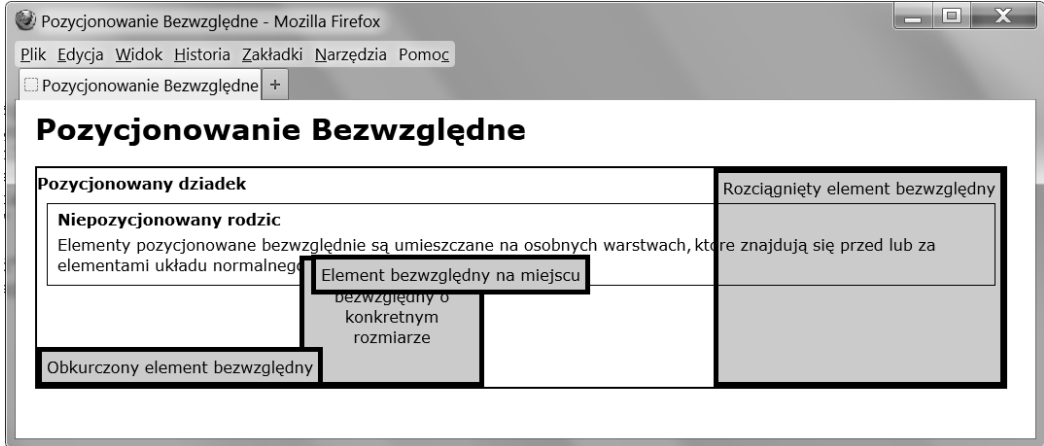 Pozycjonowanie Bezwzględne - Mozilla Firefox
Plik Edycja Widok Historia Zakładki Narzędzia Pomoc
Pozycjonowanie Bezwzględne +
Pozycjonowanie Bezwzględne
Pozycjonowany dziadek
Rozciągnięty element bezwzględny
Niepozycjonowany rodzic
Elementy pozycjonowane bezwzględnie są umieszczane na osobnych warstwach, które znajdują się przed lub za
elementami układu normalnego
Element bezwzględny na miejscu
bezwzględny o
konkretnym
rozmiarze
Obkurczony element bezwzględny